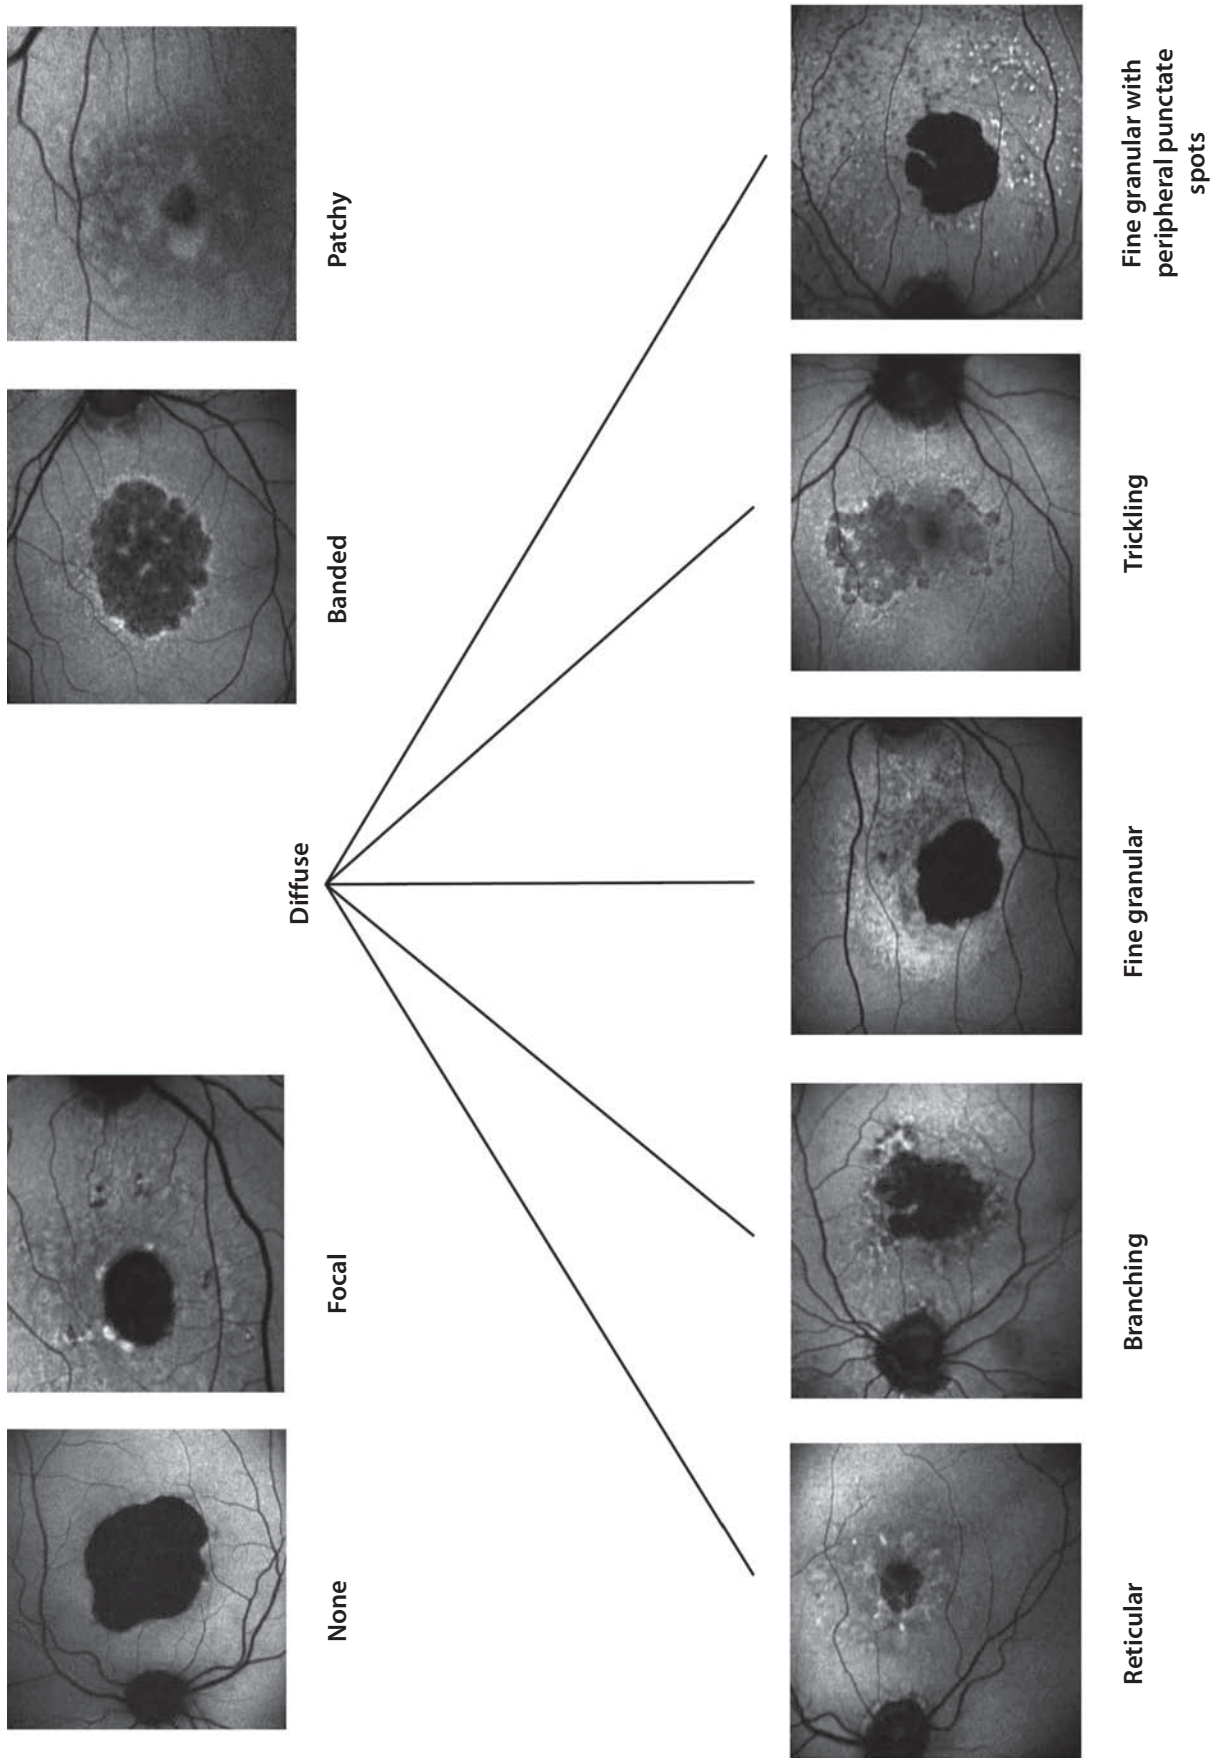 None
Focal
Banded
Patchy
Diffuse
Reticular
Branching
Fine granular
Trickling
Fine granular with
peripheral punctate
spots